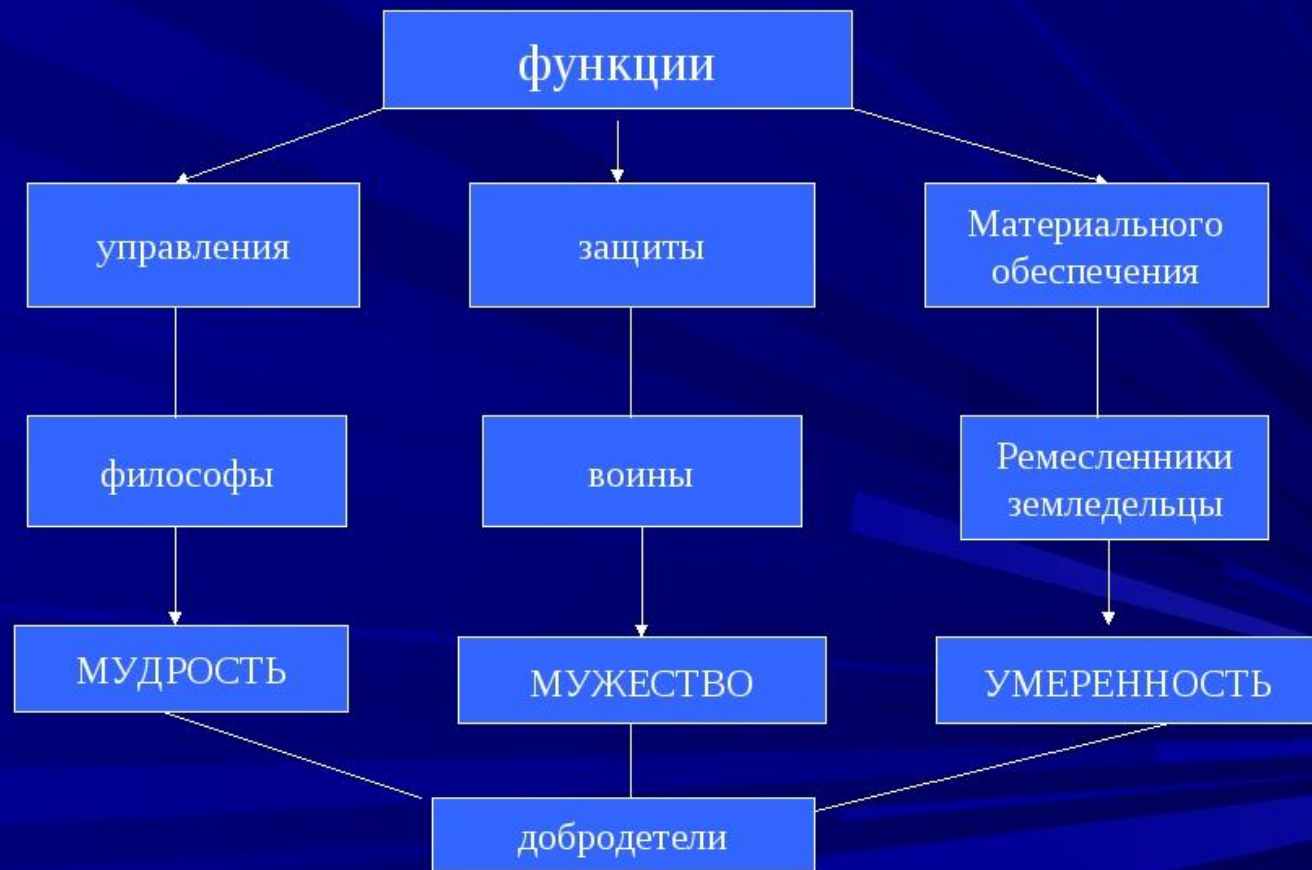 функции
управления
защиты
Материального
обеспечения
философы
воины
Ремесленники
земледельцы
МУДРОСТЬ
МУЖЕСТВО
УМЕРЕННОСТЬ
добродетели